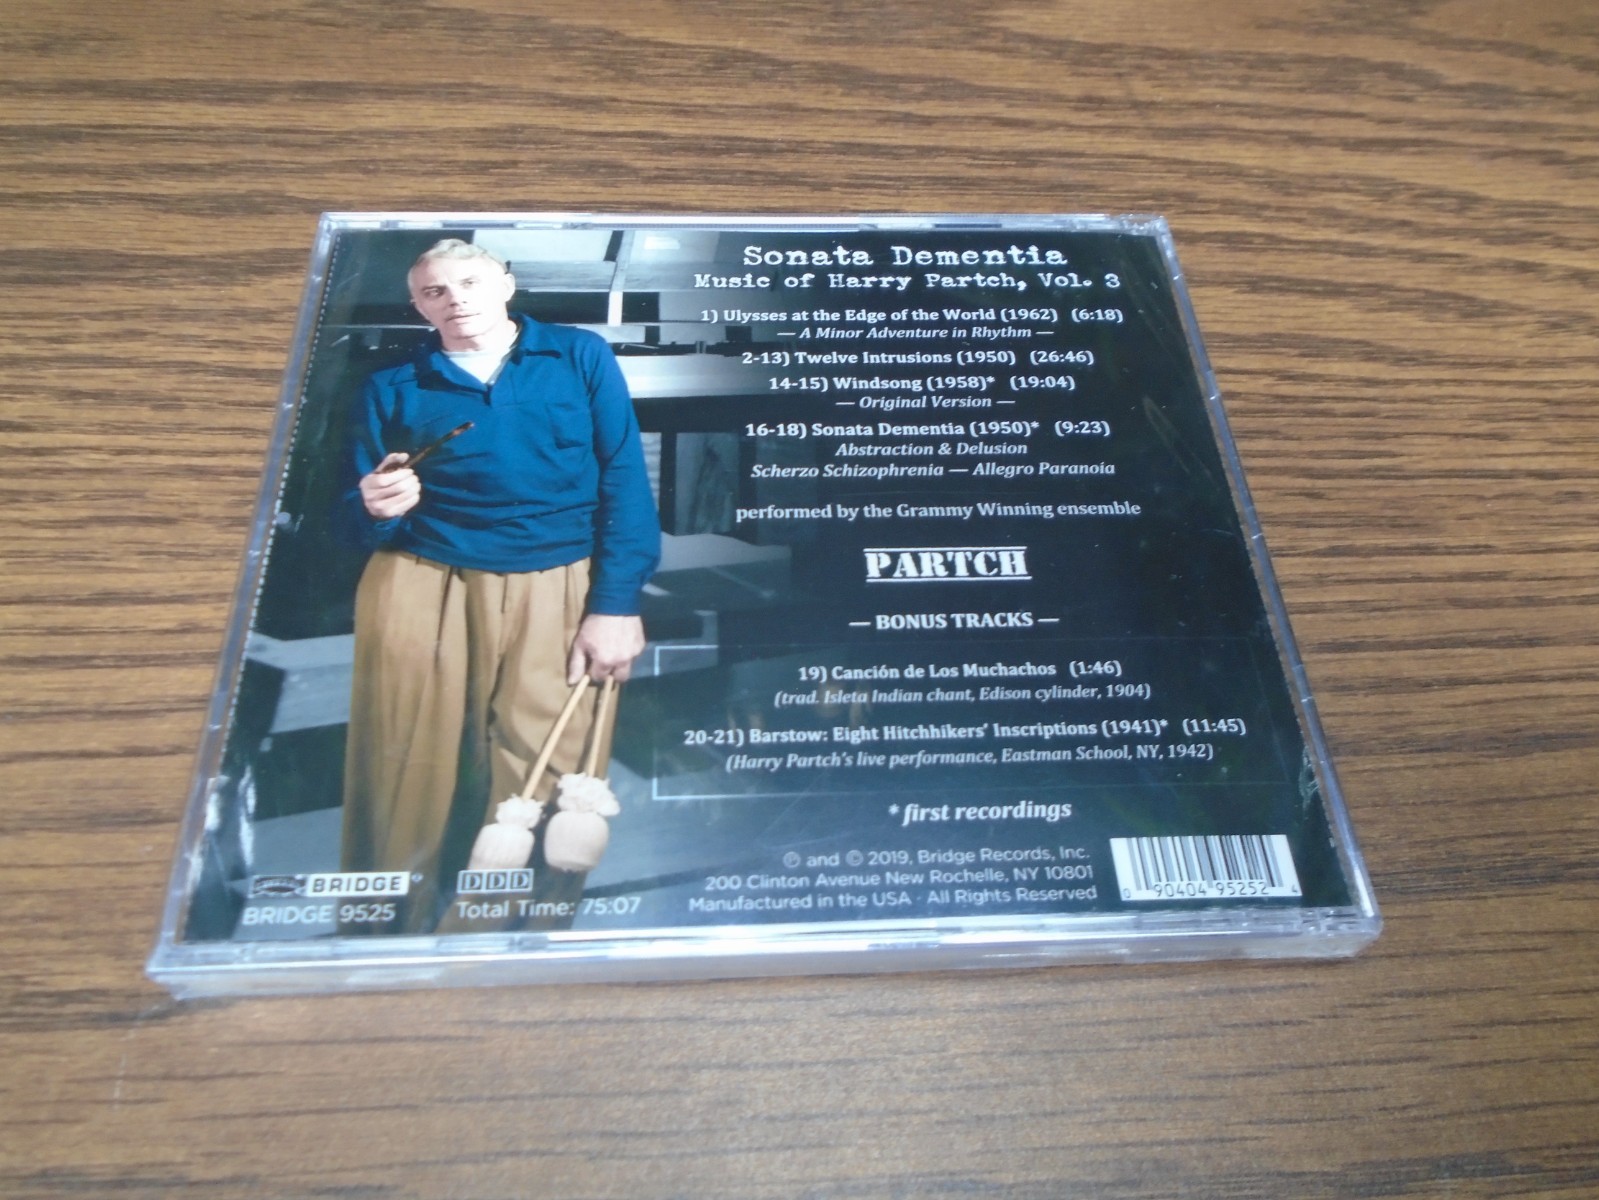 Sonata Dementia
Music of Harry Partch, Vol. 3
1) Ulysses at the Edge of the World (1962) (6:18)
— A Minor Adventure in Rhythm —
2-13) Twelve Intrusions (1950) (26:46)
14-15) Windsong (1958)* (19:04)
— Original Version —
16-18) Sonata Dementia (1950)* (9:23)
Abstraction & Delusion
Scherzo Schizophrenia — Allegro Paranoia
performed by the Grammy Winning ensemble
PARTCH
— BONUS TRACKS —
19) Canción de Los Muchachos (1:46)
(trad. Isleta Indian chant, Edison cylinder, 1904)
20-21) Barstow: Eight Hitchhikers' Inscriptions (1941)* (11:45)
(Harry Partch's live performance, Eastman School, NY, 1942)
* first recordings
℗ and © 2019, Bridge Records, Inc.
200 Clinton Avenue New Rochelle, NY 10801
Manufactured in the USA · All Rights Reserved
BRIDGE
BRIDGE 9525
DDD
Total Time: 75:07
0 90404 95252 4